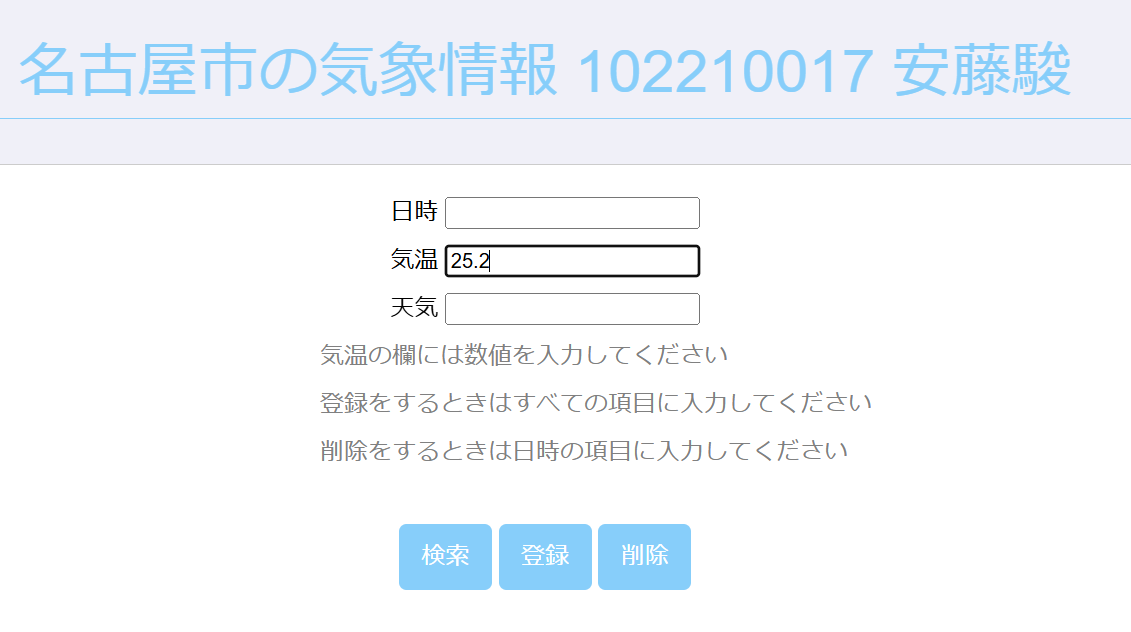 名古屋市の気象情報 102210017 安藤駿
日時
気温 25.2
天気
気温の欄には数値を入力してください
登録をするときはすべての項目に入力してください
削除をするときは日時の項目に入力してください
検索 登録 削除